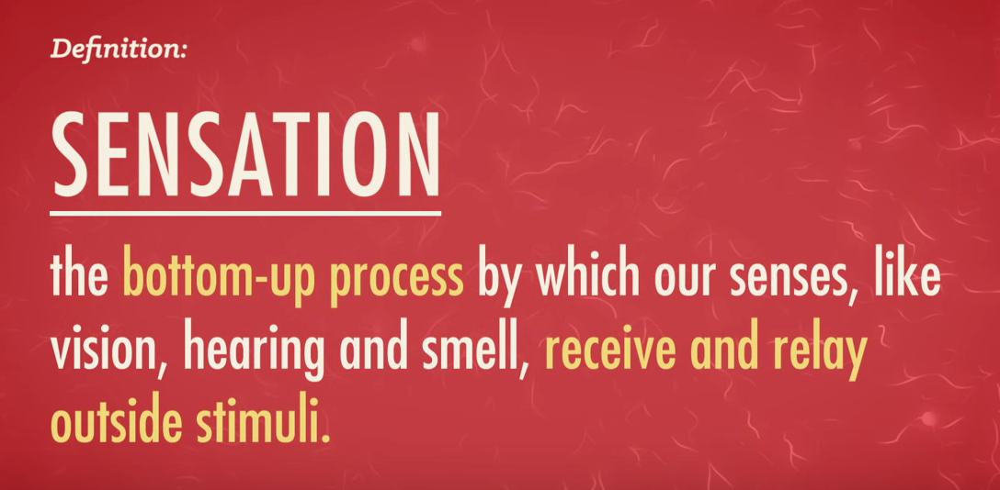 Definition:
SENSATION
the bottom-up process by which our senses, like
vision, hearing and smell, receive and relay
outside stimuli.